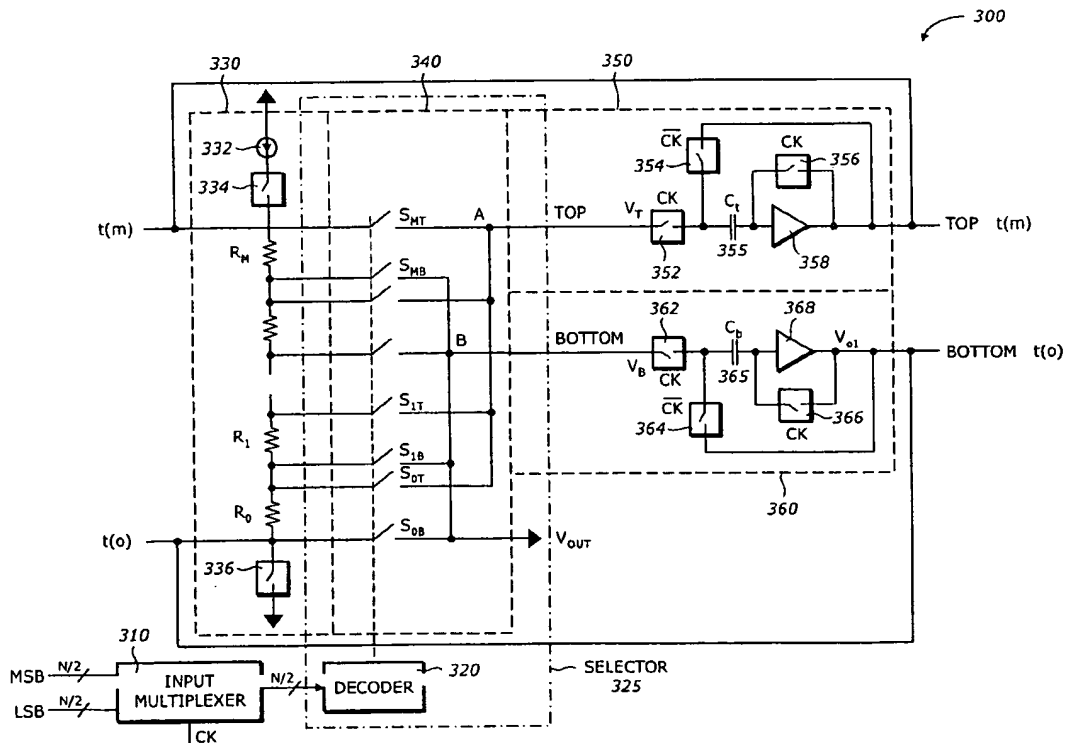 300
330
340
350
332
334
CK
354
CK
356
t(m)
S_MT
A
TOP
V_T
CK
352
C_t
355
358
TOP t(m)
R_M
S_MB
362
C_b
368
B
BOTTOM
V_B
CK
365
V_o1
BOTTOM t(o)
CK
364
366
CK
S_1T
R_1
S_1B
S_0T
360
R_0
t(o)
S_0B
V_OUT
336
310
320
SELECTOR
325
MSB
N/2
INPUT
MULTIPLEXER
N/2
DECODER
LSB
N/2
CK